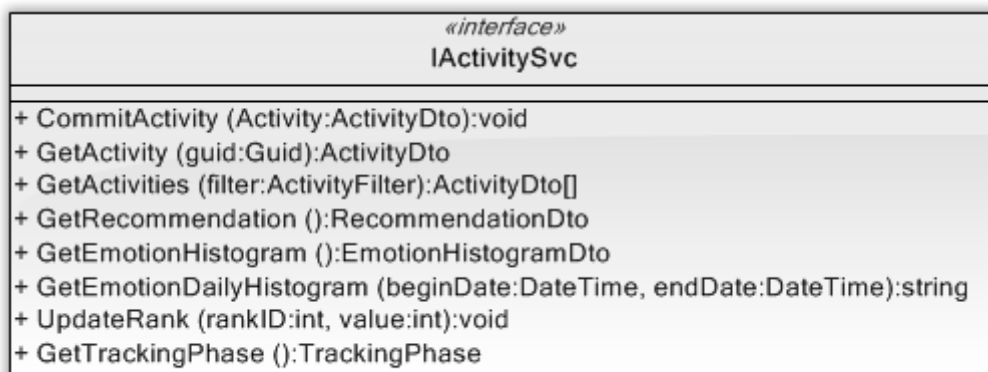 «interface»
IActivitySvc
+ CommitActivity (Activity:ActivityDto):void
+ GetActivity (guid:Guid):ActivityDto
+ GetActivities (filter:ActivityFilter):ActivityDto[]
+ GetRecommendation ():RecommendationDto
+ GetEmotionHistogram ():EmotionHistogramDto
+ GetEmotionDailyHistogram (beginDate:DateTime, endDate:DateTime):string
+ UpdateRank (rankID:int, value:int):void
+ GetTrackingPhase ():TrackingPhase